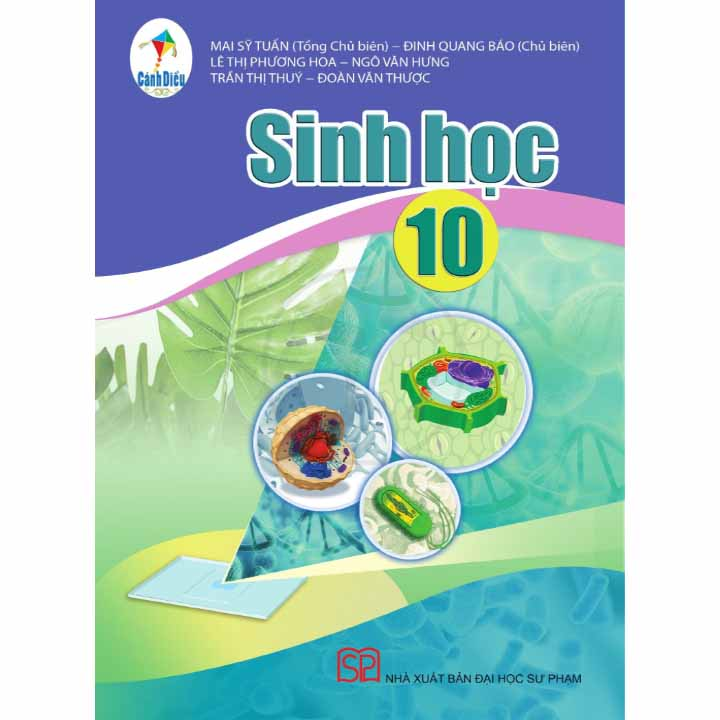 Cánh Diều
MAI SỸ TUẤN (Tổng Chủ biên) – ĐINH QUANG BÁO (Chủ biên)
LÊ THỊ PHƯƠNG HOA – NGÔ VĂN HƯNG
TRẦN THỊ THUÝ – ĐOÀN VĂN THƯỢC
Sinh học
10
SP
NHÀ XUẤT BẢN ĐẠI HỌC SƯ PHẠM